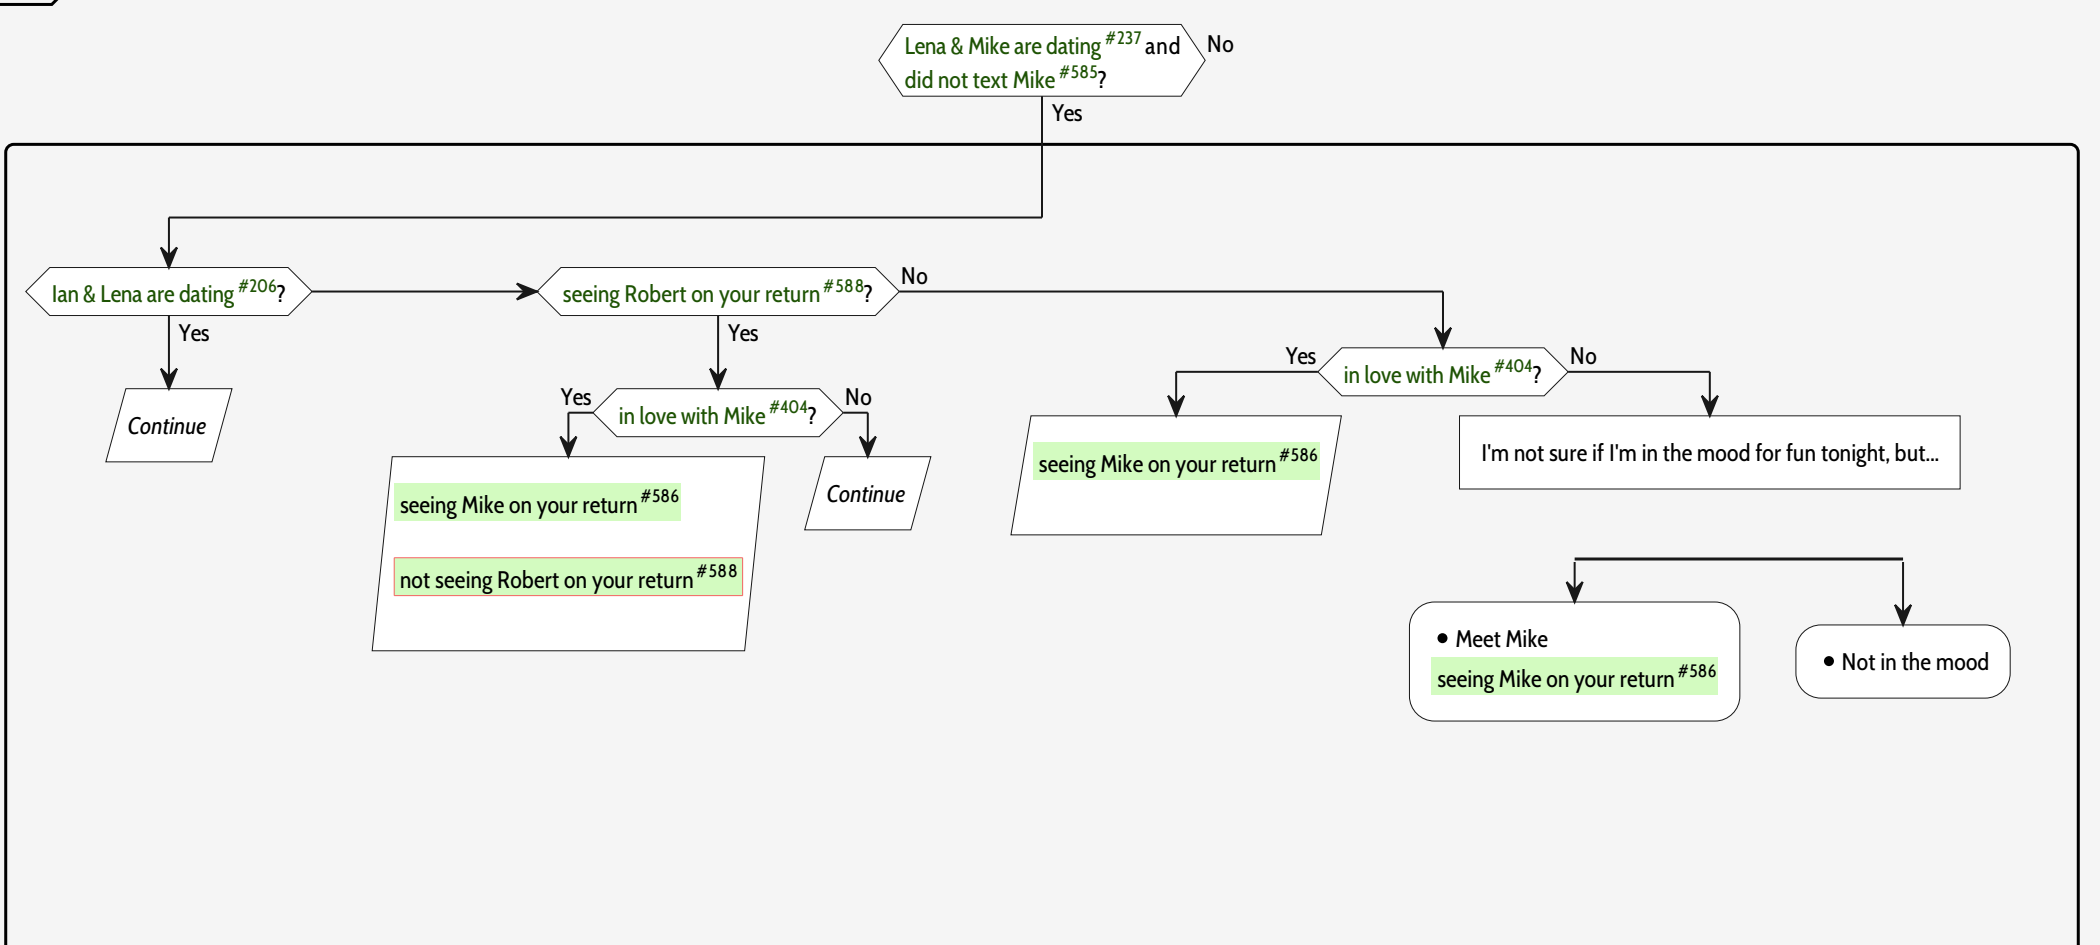 Lena & Mike are dating #237 and
did not text Mike #585?
No
Yes
Ian & Lena are dating #206?
Yes
Continue
seeing Robert on your return #588?
No
Yes
Yes
in love with Mike #404?
No
seeing Mike on your return #586
not seeing Robert on your return #588
Continue
Yes
in love with Mike #404?
No
seeing Mike on your return #586
I'm not sure if I'm in the mood for fun tonight, but...
• Meet Mike
seeing Mike on your return #586
• Not in the mood